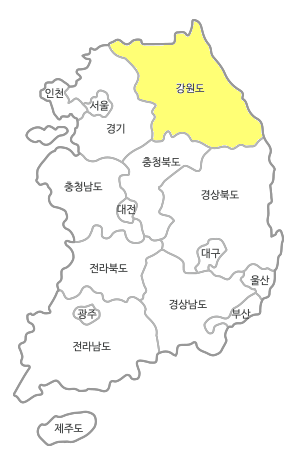 강원도
인천
서울
경기
충청북도
충청남도
경상북도
대전
대구
전라북도
울산
경상남도
광주
부산
전라남도
제주도